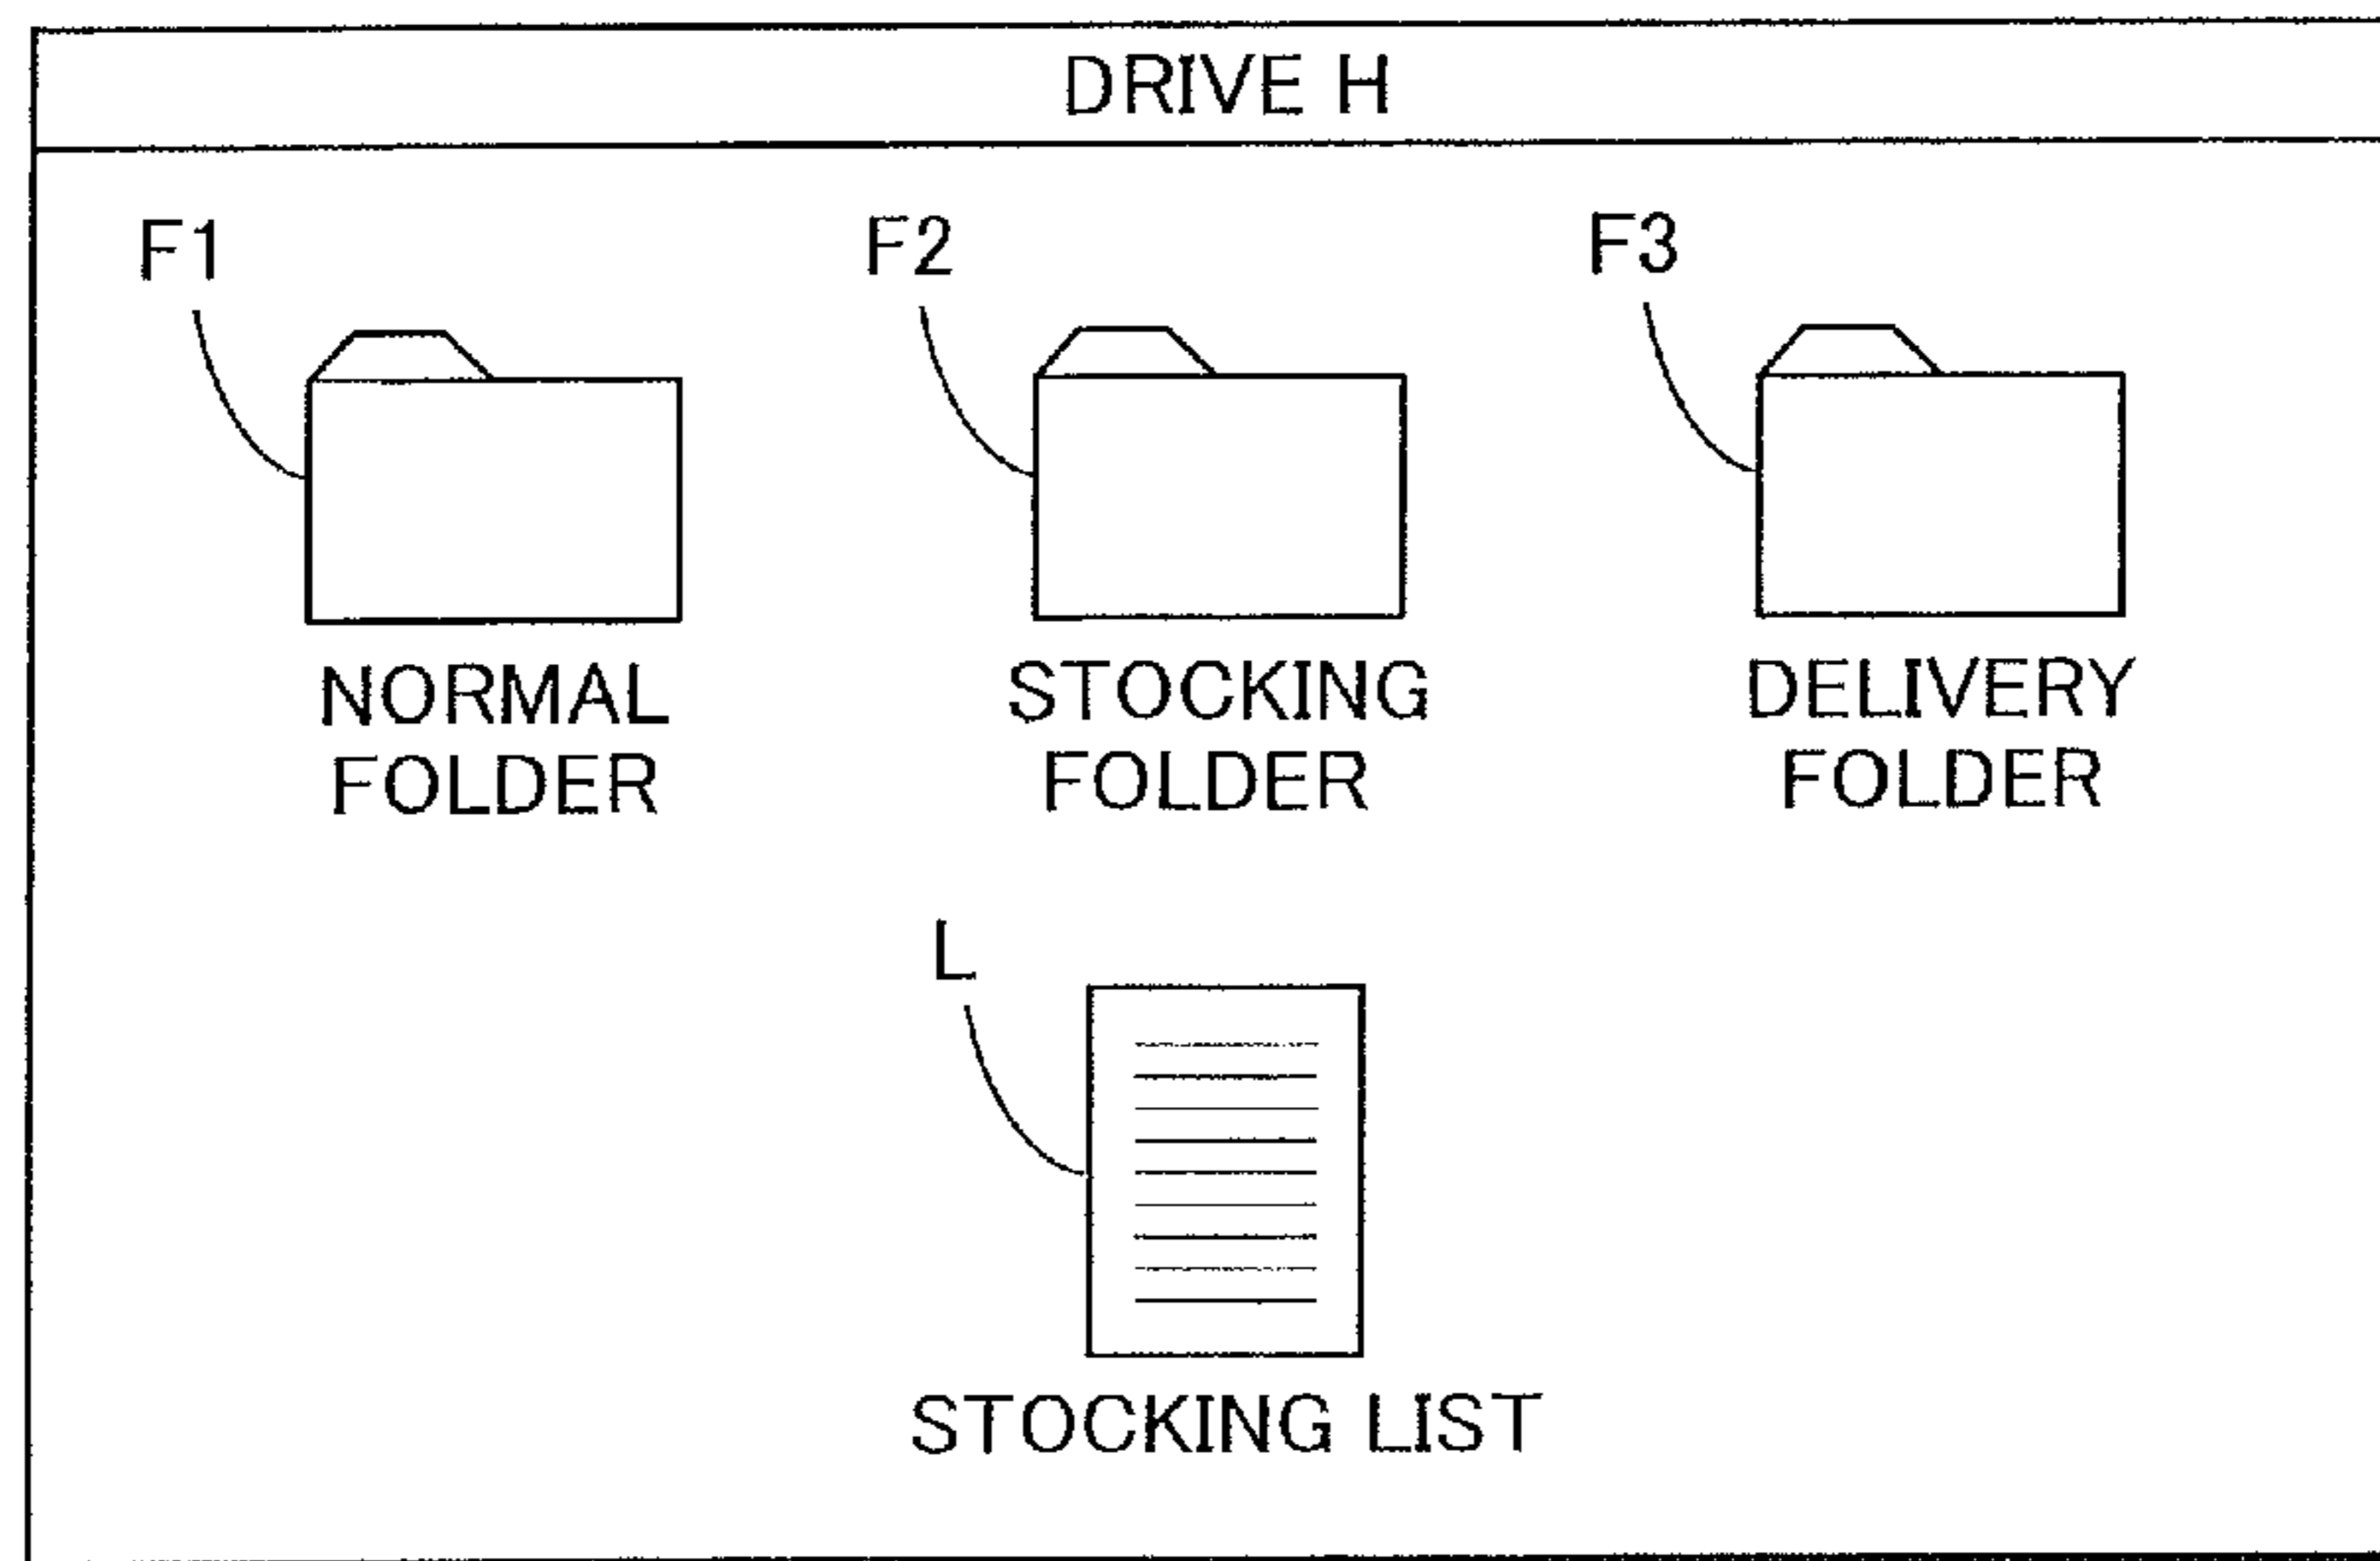 DRIVE H
F1
F2
F3
NORMAL
FOLDER
STOCKING
FOLDER
DELIVERY
FOLDER
L
STOCKING LIST